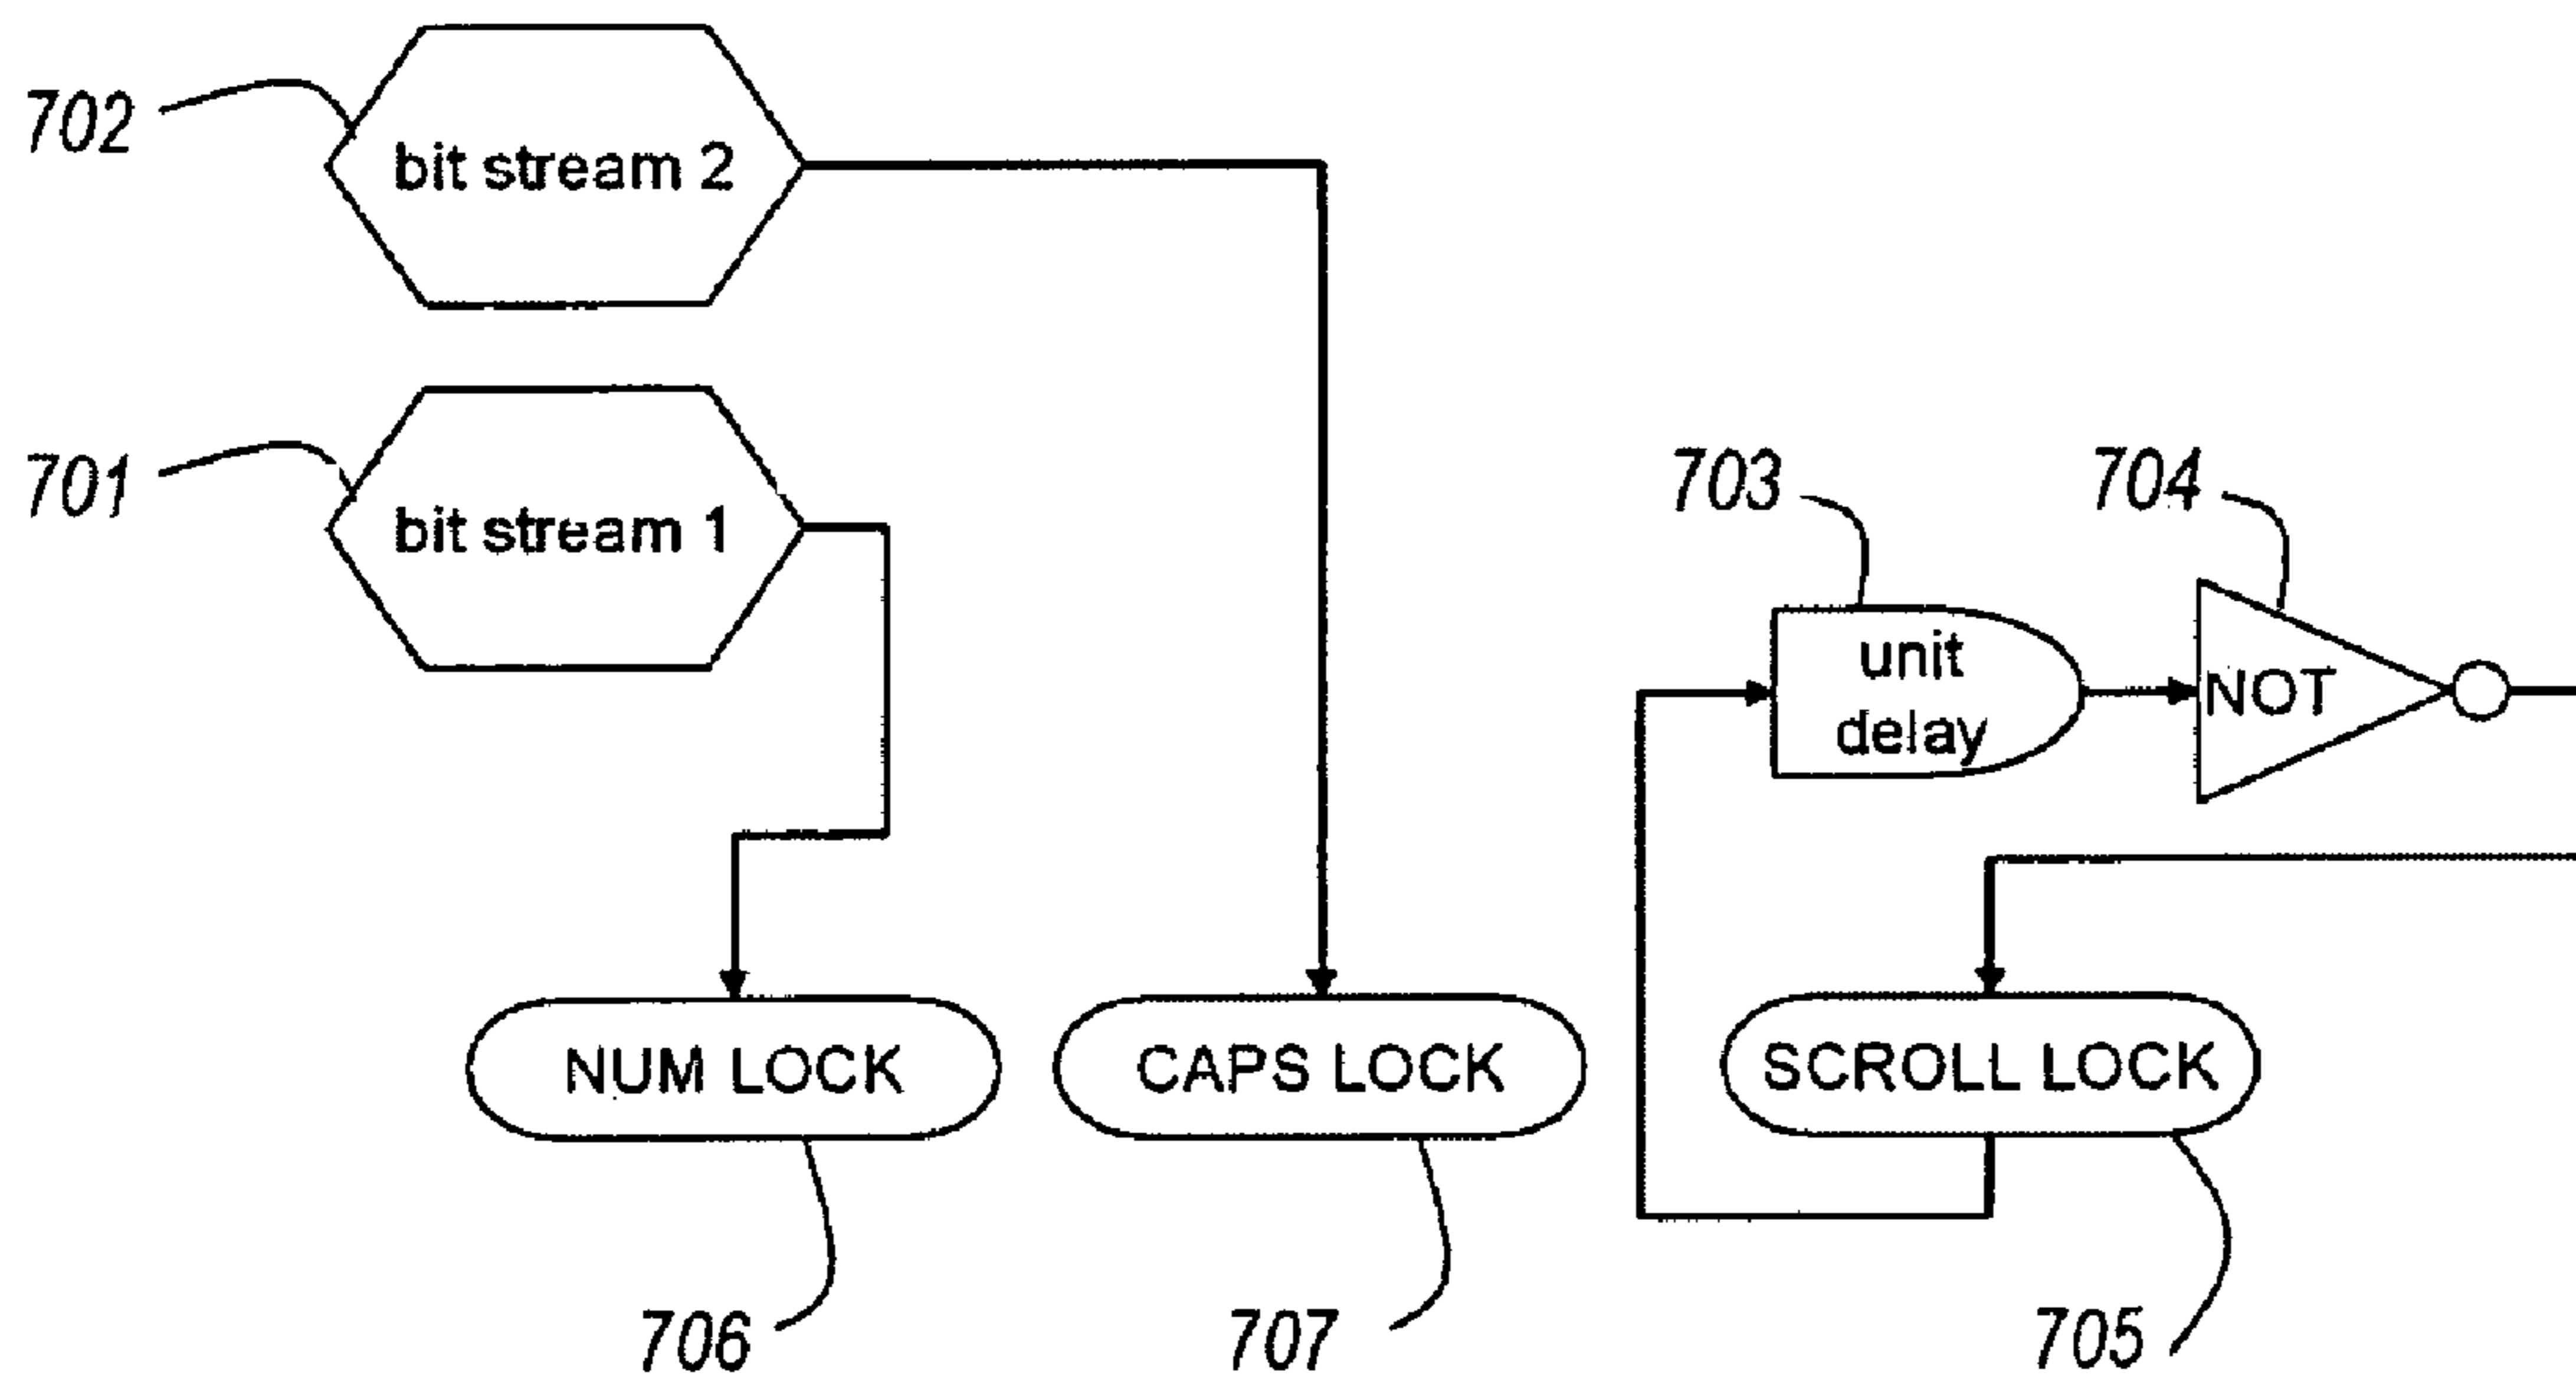 702
bit stream 2
701
bit stream 1
703
704
unit
delay
NOT
NUM LOCK
CAPS LOCK
SCROLL LOCK
706
707
705